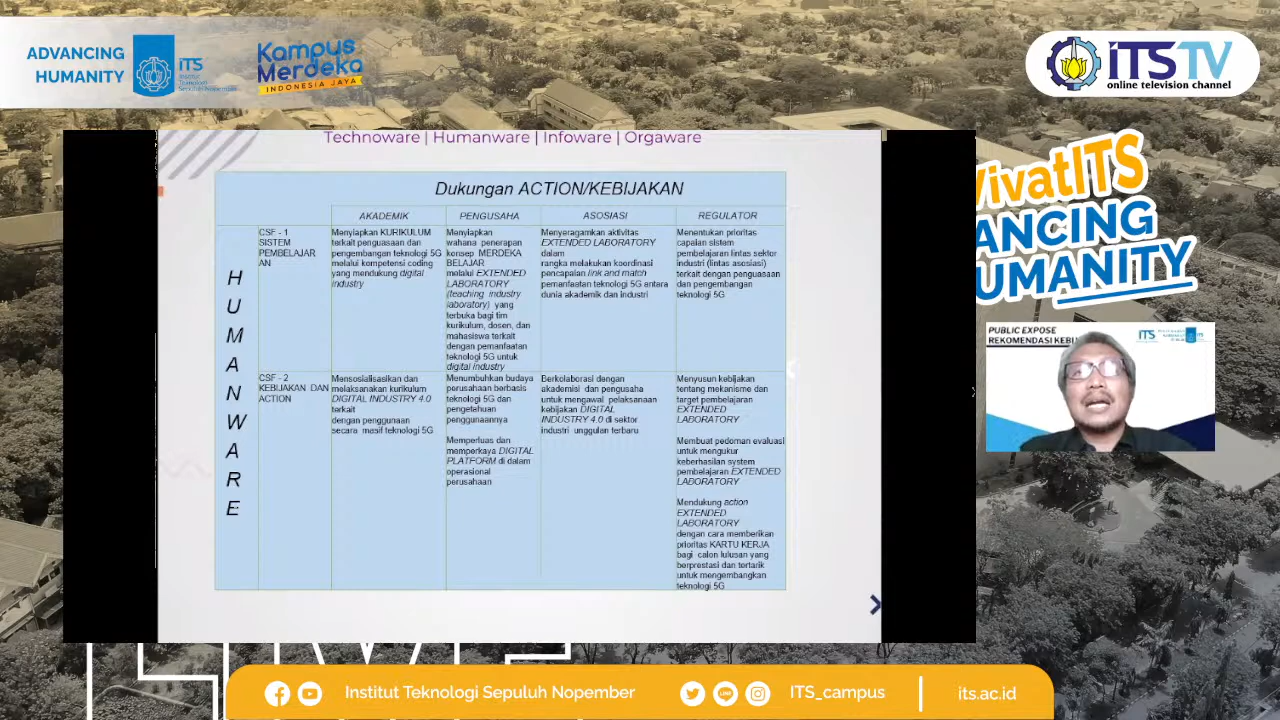 ADVANCING
HUMANITY
ITS
Institut
Teknologi
Sepuluh Nopember
Kampus
Merdeka
INDONESIA JAYA
ITSTV
online television channel
Technoware | Humanware | Infoware | Orgaware
Dukungan ACTION/KEBIJAKAN
AKADEMIK
PENGUSAHA
ASOSIASI
REGULATOR
HUMANWARE
CSF - 1
SISTEM
PEMBELAJAR
AN
Menyiapkan KURIKULUM
terkait penguasaan dan
pengembangan teknologi 5G
melalui kompetensi coding
yang mendukung digital
industry
Menyiapkan
wahana penerapan
konsep MERDEKA
BELAJAR
melalui EXTENDED
LABORATORY
(teaching industry
laboratory) yang
terbuka bagi tim
kurikulum, dosen, dan
mahasiswa terkait
dengan pemanfaatan
teknologi 5G untuk
digital industry
Menyeragamkan aktivitas
EXTENDED LABORATORY
dalam
rangka melakukan koordinasi
pencapaian link and match
pemanfaatan teknologi 5G antara
dunia akademik dan industri
Menentukan prioritas
capaian sistem
pembelajaran lintas sektor
industri (lintas asosiasi)
terkait dengan penguasaan
dan pengembangan
teknologi 5G
CSF - 2
KEBIJAKAN DAN
ACTION
Mensosialisasikan dan
melaksanakan kurikulum
DIGITAL INDUSTRY 4.0
terkait
dengan penggunaan
secara masif teknologi 5G
Menumbuhkan budaya
perusahaan berbasis
teknologi 5G dan
pengetahuan
penggunaannya
Memperluas dan
memperkaya DIGITAL
PLATFORM di dalam
operasional
perusahaan
Berkolaborasi dengan
akademisi dan pengusaha
untuk mengawal pelaksanaan
kebijakan DIGITAL
INDUSTRY 4.0 di sektor
industri unggulan terbaru
Menyusun kebijakan
tentang mekanisme dan
target pembelajaran
EXTENDED
LABORATORY
Membuat pedoman evaluasi
untuk mengukur
keberhasilan system
pembelajaran EXTENDED
LABORATORY
Mendukung action
EXTENDED
LABORATORY
dengan cara memberikan
prioritas KARTU KERJA
bagi calon lulusan yang
berprestasi dan tertarik
untuk mengembangkan
teknologi 5G
VivatITS
ANCING
UMANITY
PUBLIC EXPOSE
REKOMENDASI KEBIJ
ITS
LIVE
Institut Teknologi Sepuluh Nopember
ITS_campus
its.ac.id